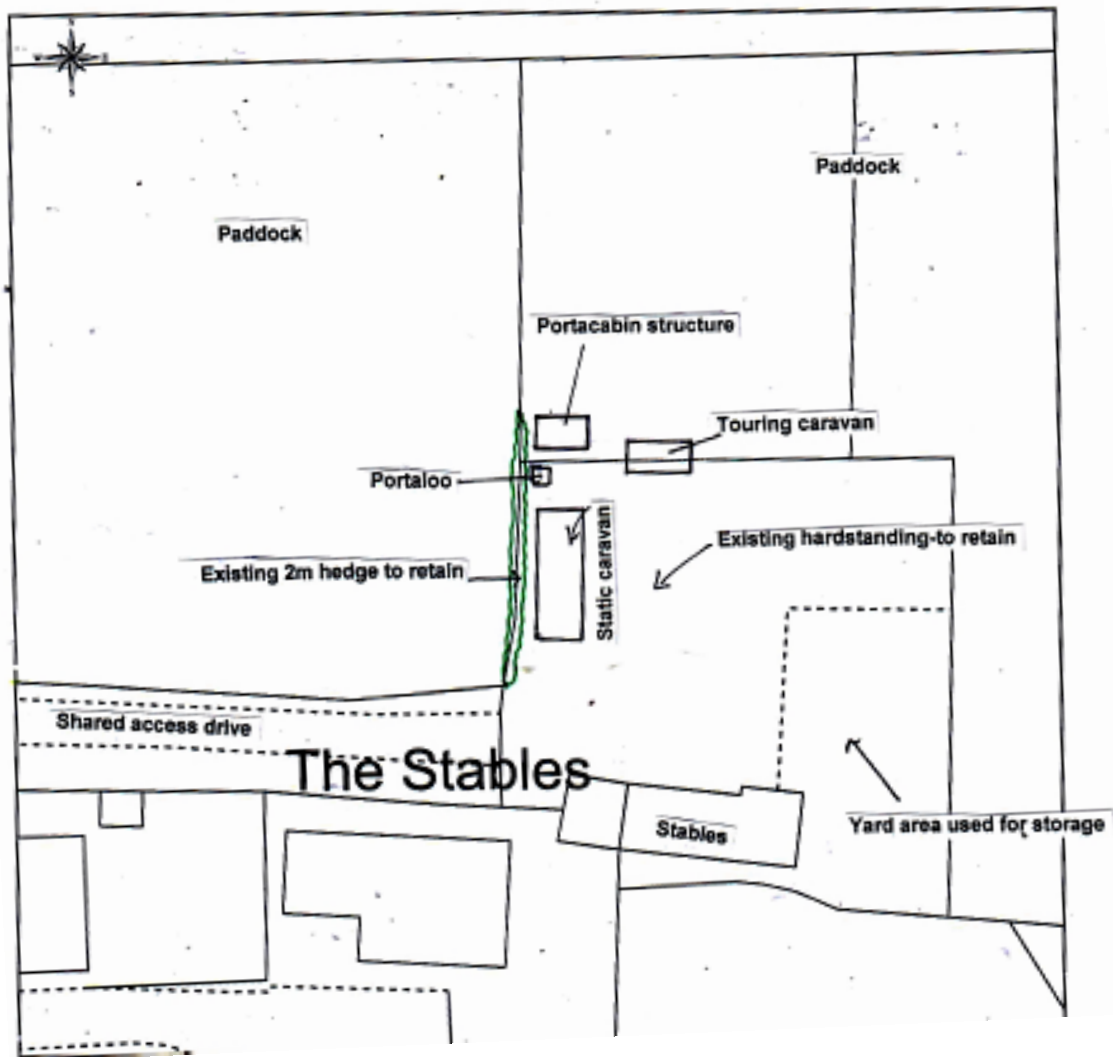 Paddock
Paddock
Portacabin structure
Touring caravan
Portaloo
Static caravan
Existing hardstanding-to retain
Existing 2m hedge to retain
Shared access drive
The Stables
Stables
Yard area used for storage